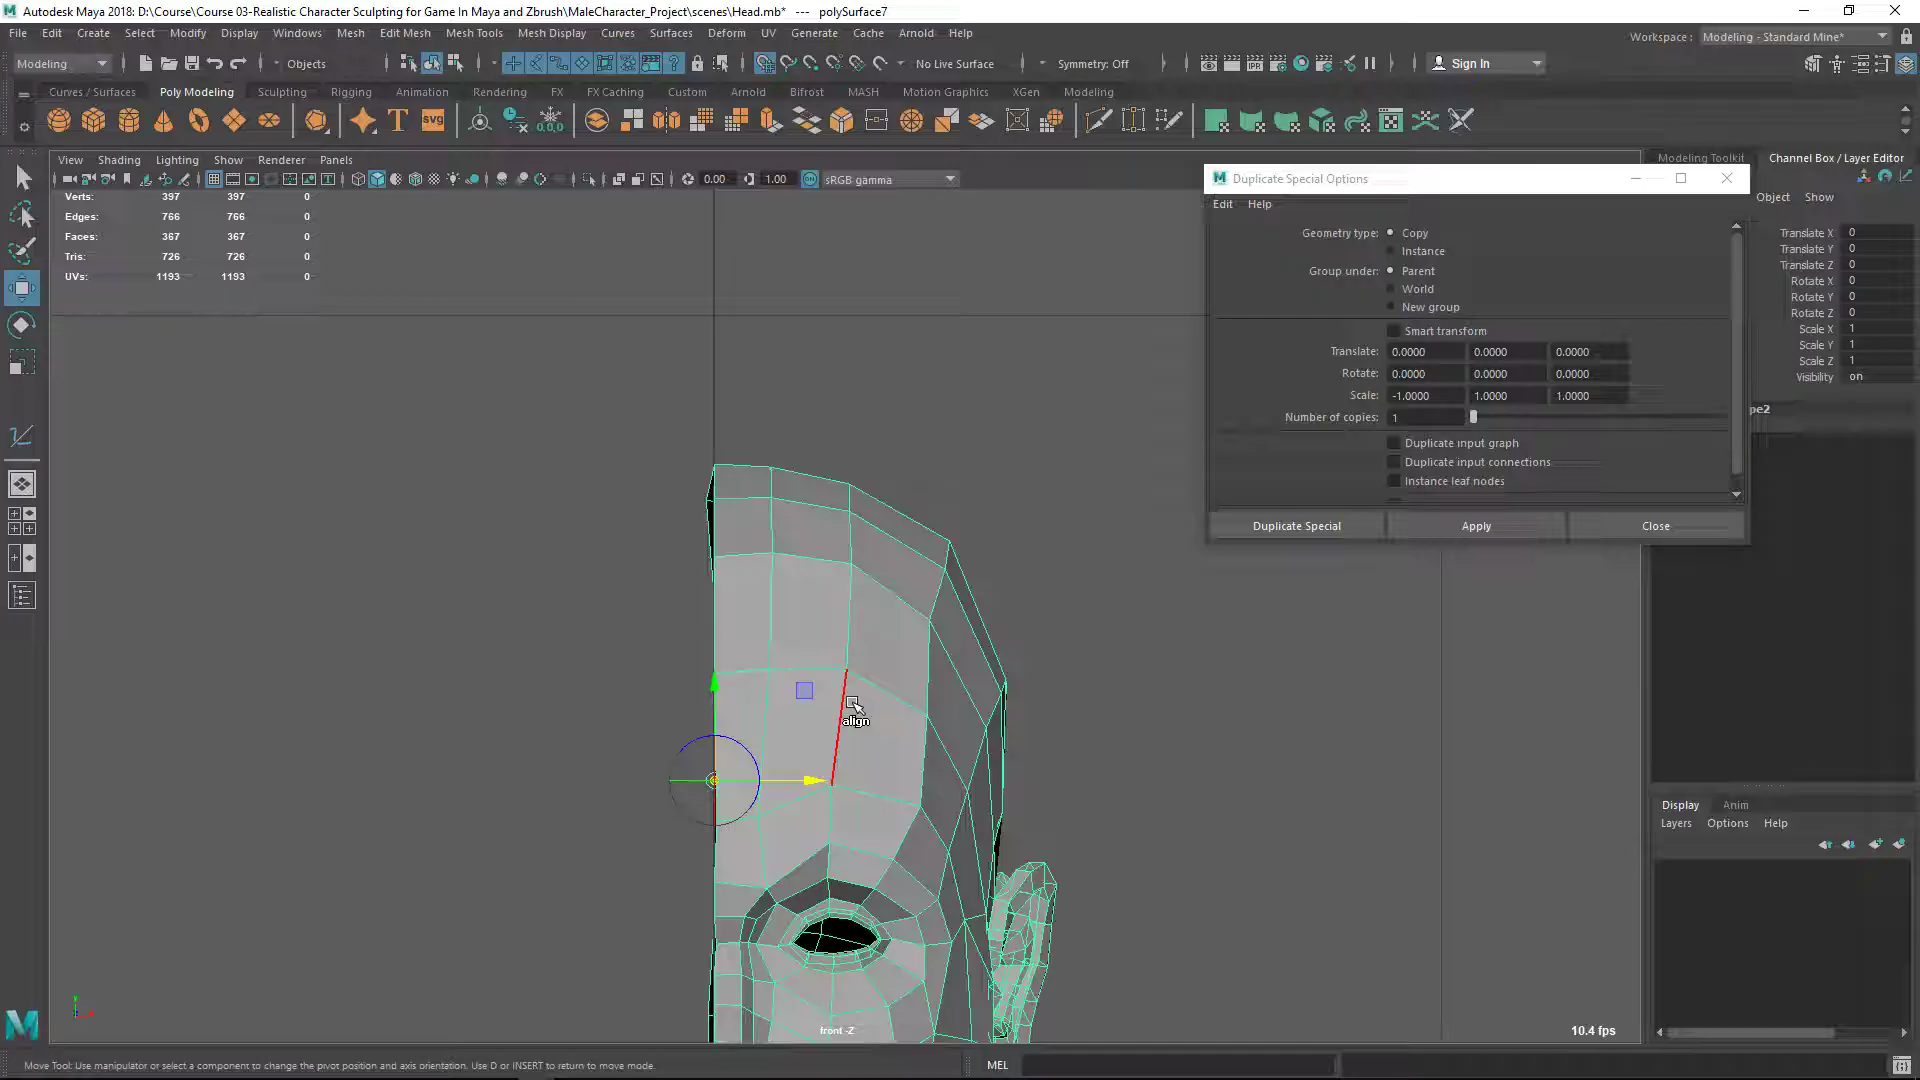 Autodesk Maya 2018: D:\Course\Course 03-Realistic Character Sculpting for Game In Maya and Zbrush\MaleCharacter_Project\scenes\Head.mb* --- polySurface7
File Edit Create Select Modify Display Windows Mesh Edit Mesh Mesh Tools Mesh Display Curves Surfaces Deform UV Generate Cache Arnold Help
Workspace : Modeling - Standard Mine*
Modeling Objects No Live Surface Symmetry: Off Sign In
Curves / Surfaces Poly Modeling Sculpting Rigging Animation Rendering FX FX Caching Custom Arnold Bifrost MASH Motion Graphics XGen Modeling
T svg 0,0,0
View Shading Lighting Show Renderer Panels
0.00 1.00 sRGB gamma
Modeling Toolkit Channel Box / Layer Editor
Object Show
Verts: 397 397 0
Edges: 766 766 0
Faces: 367 367 0
Tris: 726 726 0
UVs: 1193 1193 0
Duplicate Special Options
Edit Help
Geometry type: Copy
Instance
Group under: Parent
World
New group
Smart transform
Translate: 0.0000 0.0000 0.0000
Rotate: 0.0000 0.0000 0.0000
Scale: -1.0000 1.0000 1.0000
Number of copies: 1
Duplicate input graph
Duplicate input connections
Instance leaf nodes
Duplicate Special Apply Close
Translate X 0
Translate Y 0
Translate Z 0
Rotate X 0
Rotate Y 0
Rotate Z 0
Scale X 1
Scale Y 1
Scale Z 1
Visibility on
pe2
align
Display Anim
Layers Options Help
front -Z
10.4 fps
Move Tool: Use manipulator or select a component to change the pivot position and axis orientation. Use D or INSERT to return to move mode.
MEL